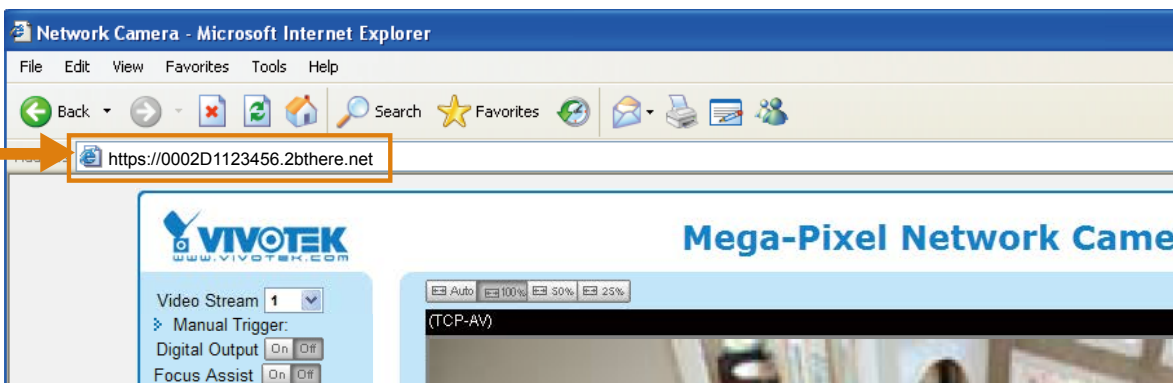 Network Camera - Microsoft Internet Explorer
File Edit View Favorites Tools Help
Back Search Favorites
https://0002D1123456.2bthere.net
VIVOTEK
www.vivotek.com
Mega-Pixel Network Came
Auto 100% 50% 25%
Video Stream 1
(TCP-AV)
Manual Trigger:
Digital Output On Off
Focus Assist On Off